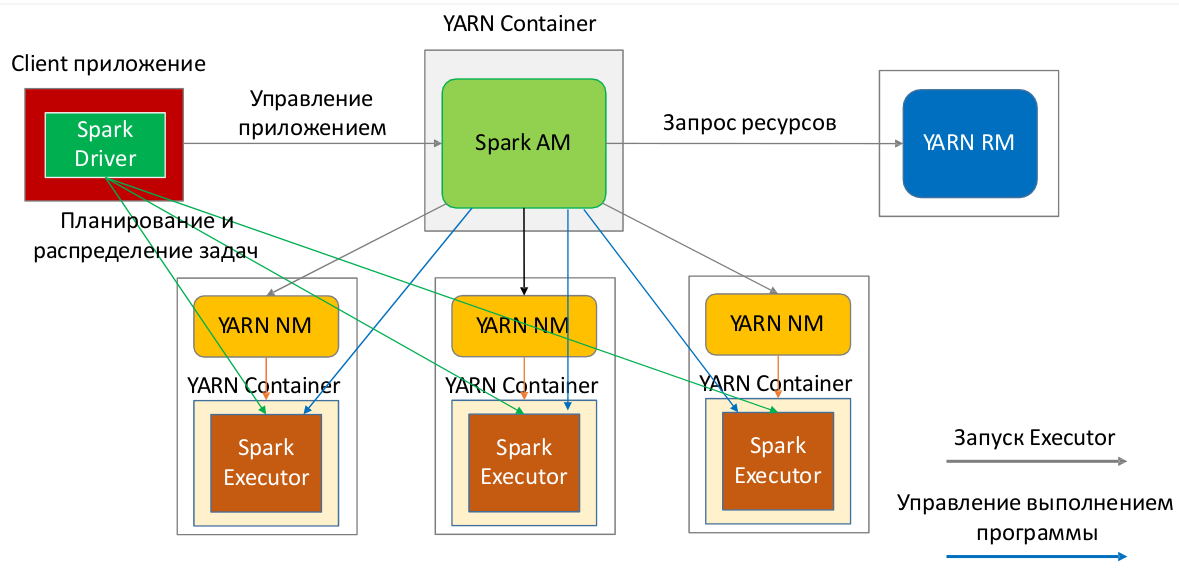 YARN Container
Client приложение
Управление
приложением
Spark
Driver
Spark AM
Запрос ресурсов
YARN RM
Планирование и
распределение задач
YARN NM
YARN NM
YARN NM
YARN Container
YARN Container
YARN Container
Spark
Executor
Spark
Executor
Spark
Executor
Запуск Executor
Управление выполнением
программы